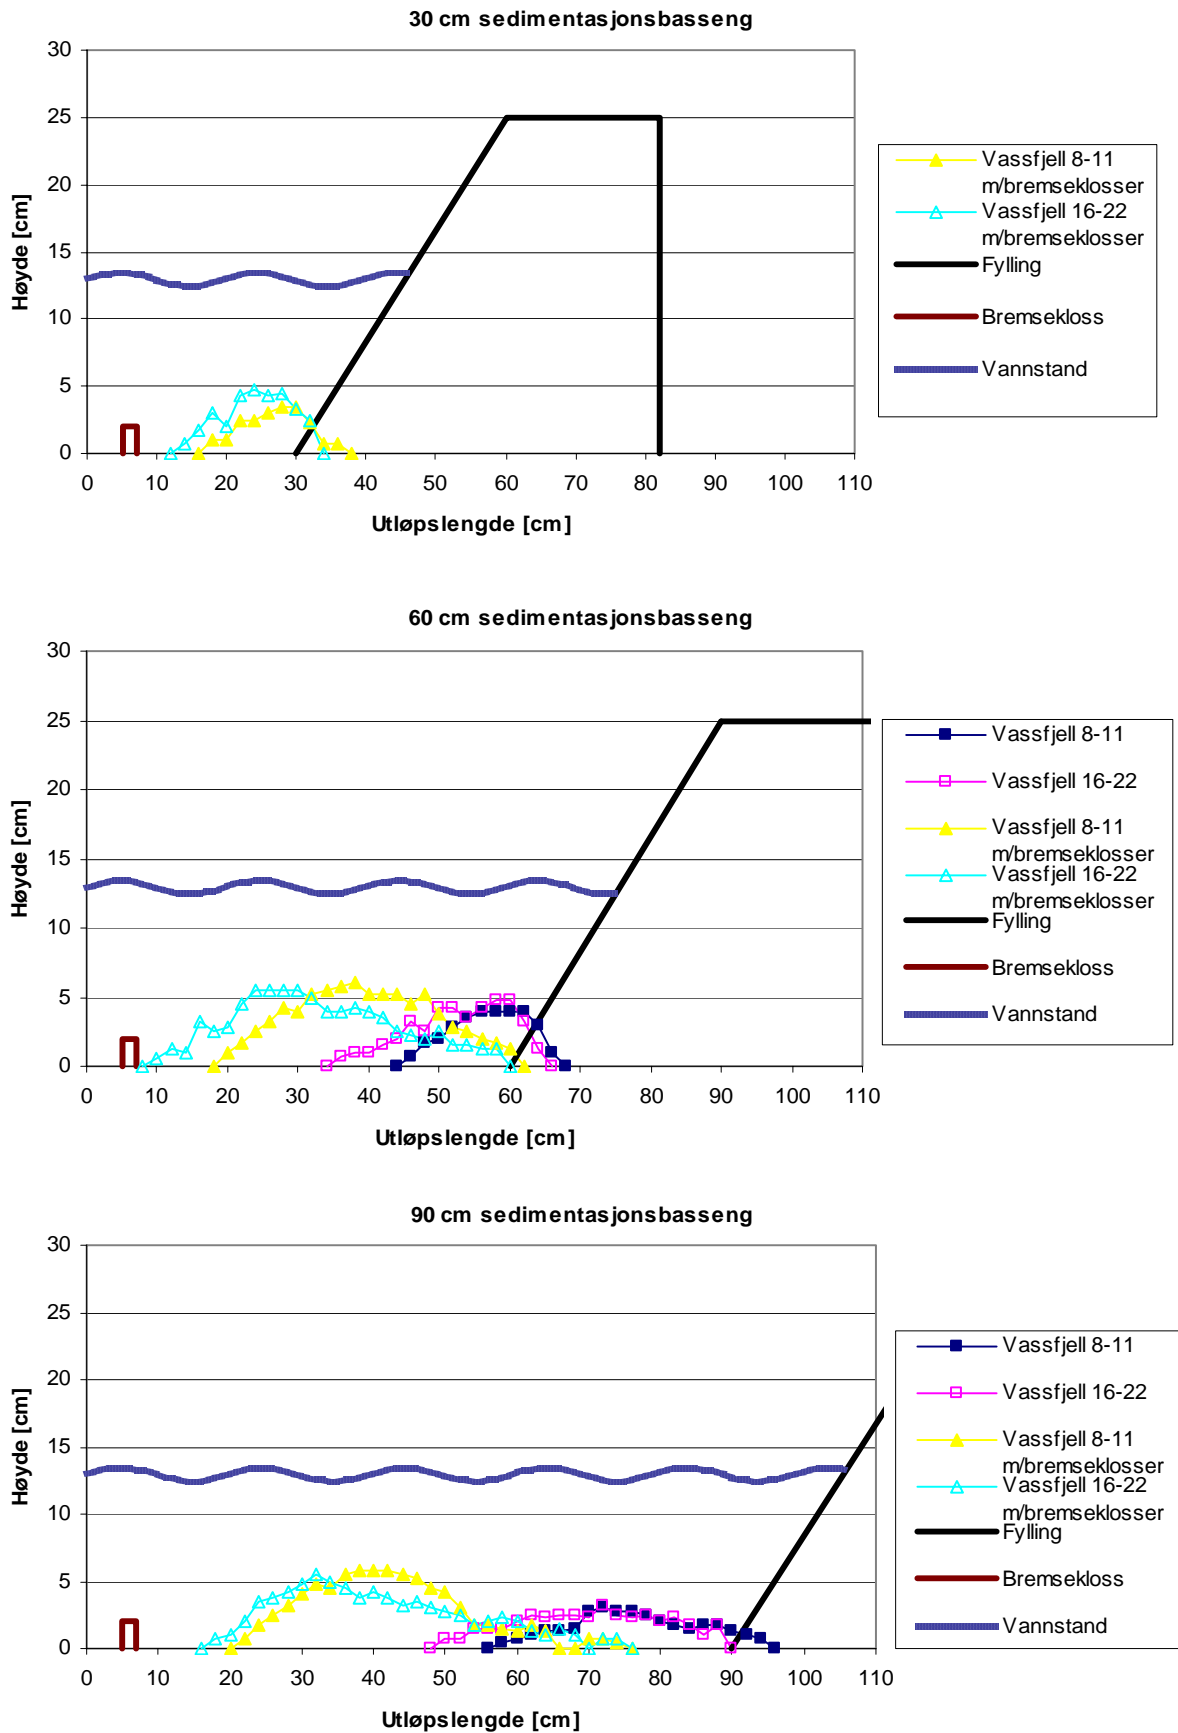 30 cm sedimentasjonsbasseng
30
25
20
15
10
5
0
Høyde [cm]
0 10 20 30 40 50 60 70 80 90 100 110
Utløpslengde [cm]
Vassfjell 8-11
m/bremseklosser
Vassfjell 16-22
m/bremseklosser
Fylling
Bremsekloss
Vannstand
60 cm sedimentasjonsbasseng
30
25
20
15
10
5
0
Høyde [cm]
0 10 20 30 40 50 60 70 80 90 100 110
Utløpslengde [cm]
Vassfjell 8-11
Vassfjell 16-22
Vassfjell 8-11
m/bremseklosser
Vassfjell 16-22
m/bremseklosser
Fylling
Bremsekloss
Vannstand
90 cm sedimentasjonsbasseng
30
25
20
15
10
5
0
Høyde [cm]
0 10 20 30 40 50 60 70 80 90 100 110
Utløpslengde [cm]
Vassfjell 8-11
Vassfjell 16-22
Vassfjell 8-11
m/bremseklosser
Vassfjell 16-22
m/bremseklosser
Fylling
Bremsekloss
Vannstand